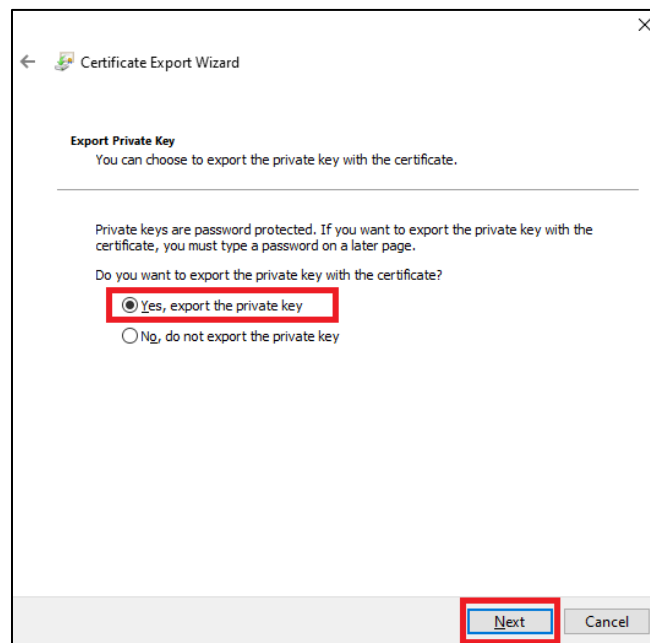 Certificate Export Wizard
Export Private Key
You can choose to export the private key with the certificate.
Private keys are password protected. If you want to export the private key with the
certificate, you must type a password on a later page.
Do you want to export the private key with the certificate?
Yes, export the private key
No, do not export the private key
Next
Cancel